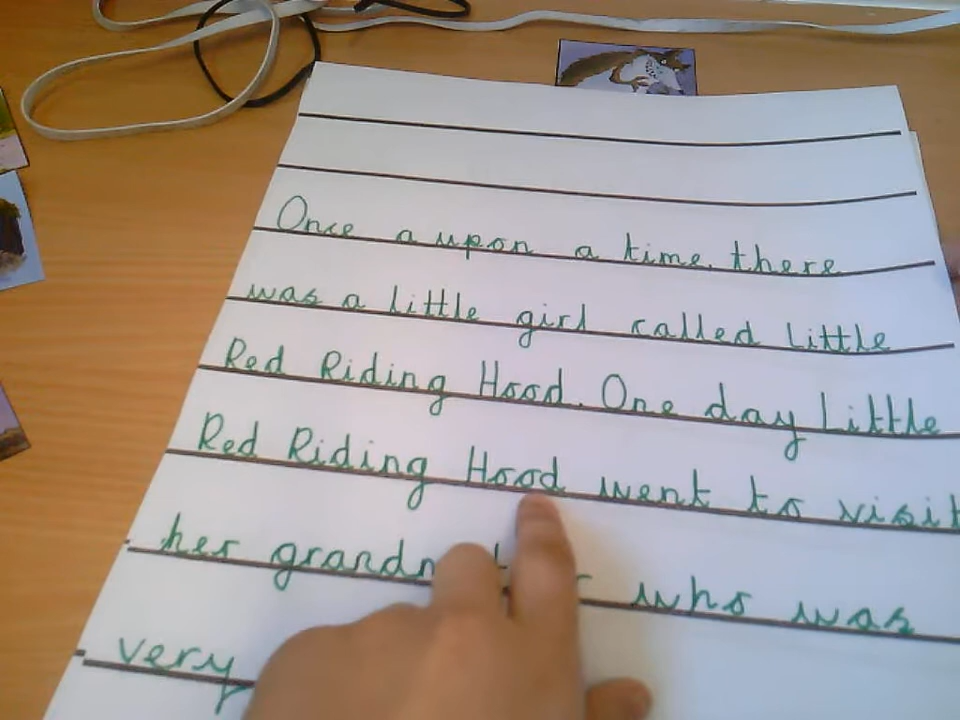 Once a upon a time. there
was a little girl called Little
Red Riding Hood. One day Little
Red Riding Hood went to visit
her who was
very